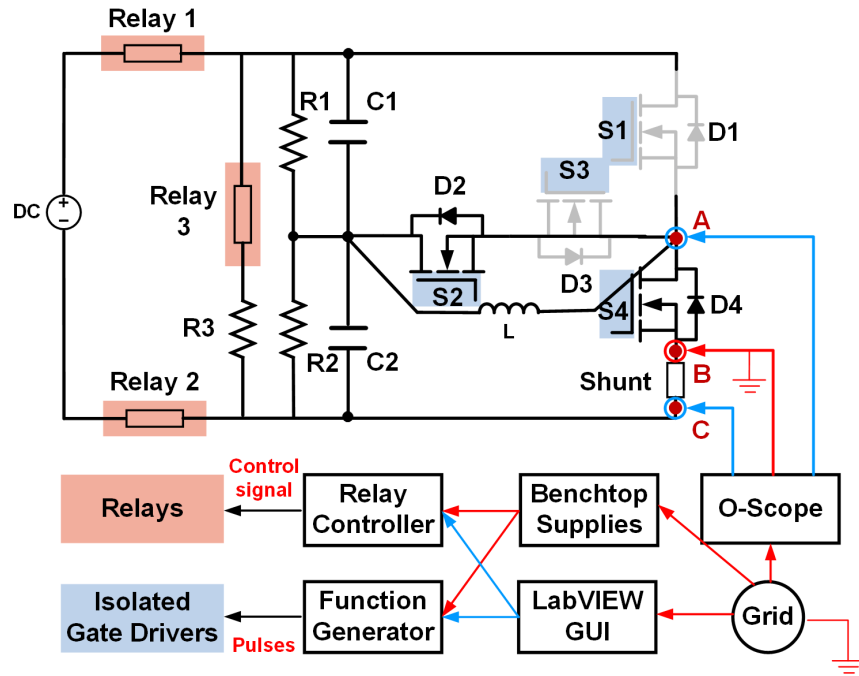 Relay 1
R1
C1
S1
D1
S3
Relay
3
D2
DC
A
D3
S2
S4
D4
L
R3
R2
C2
B
Shunt
Relay 2
C
Control
signal
Relays
Relay
Controller
Benchtop
Supplies
O-Scope
Isolated
Gate Drivers
Pulses
Function
Generator
LabVIEW
GUI
Grid